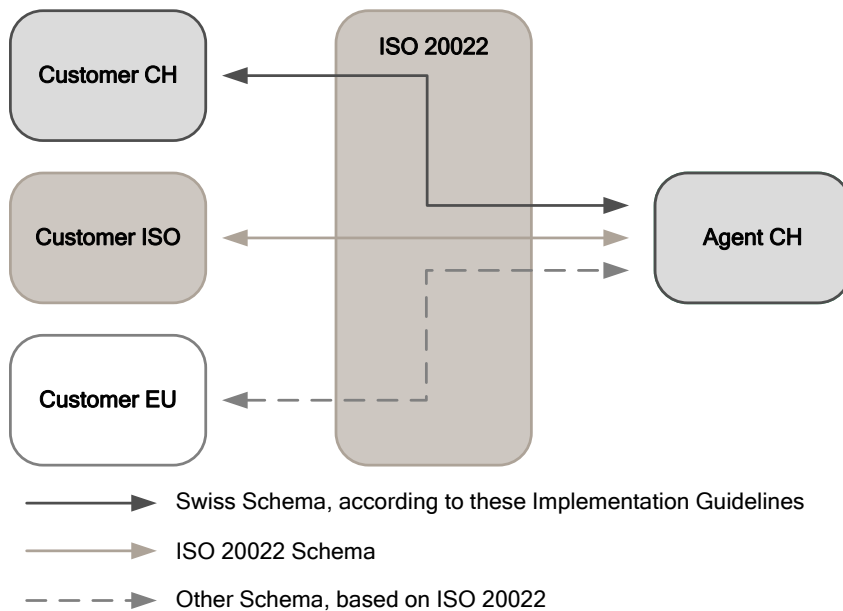 ISO 20022
Customer CH
Customer ISO
Agent CH
Customer EU
Swiss Schema, according to these Implementation Guidelines
ISO 20022 Schema
Other Schema, based on ISO 20022